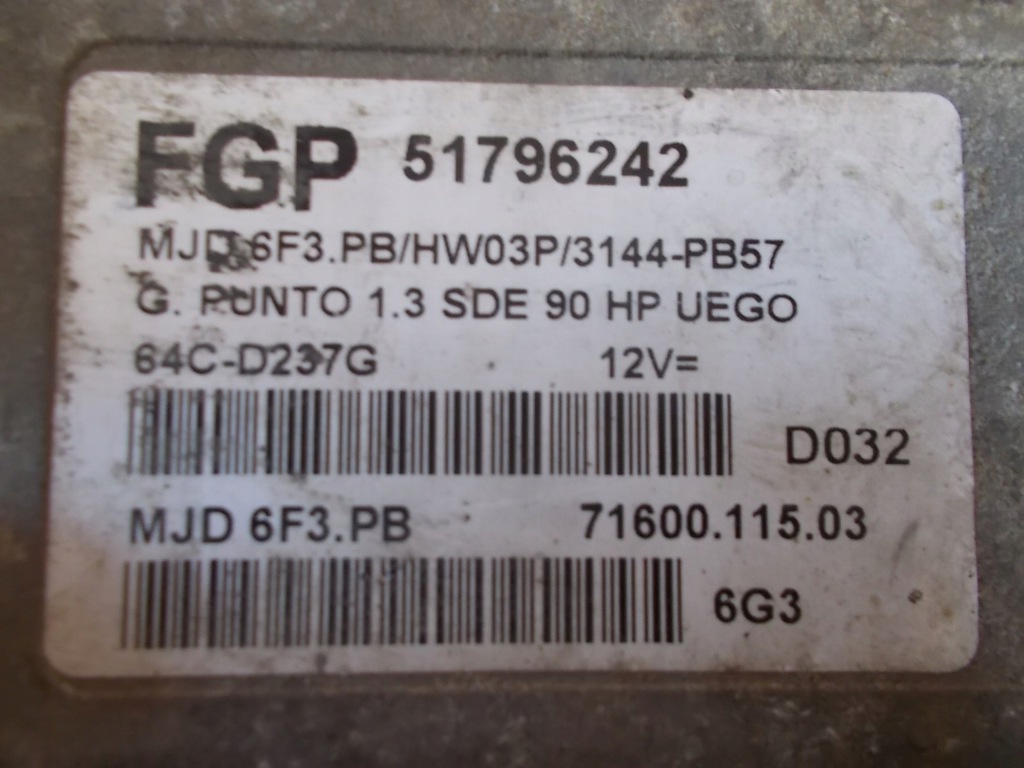 FGP 51796242
MJD 6F3.PB/HW03P/3144-PB57
G. PUNTO 1.3 SDE 90 HP UEGO
64C-D237G 12V=
D032
MJD 6F3.PB 71600.115.03
6G3